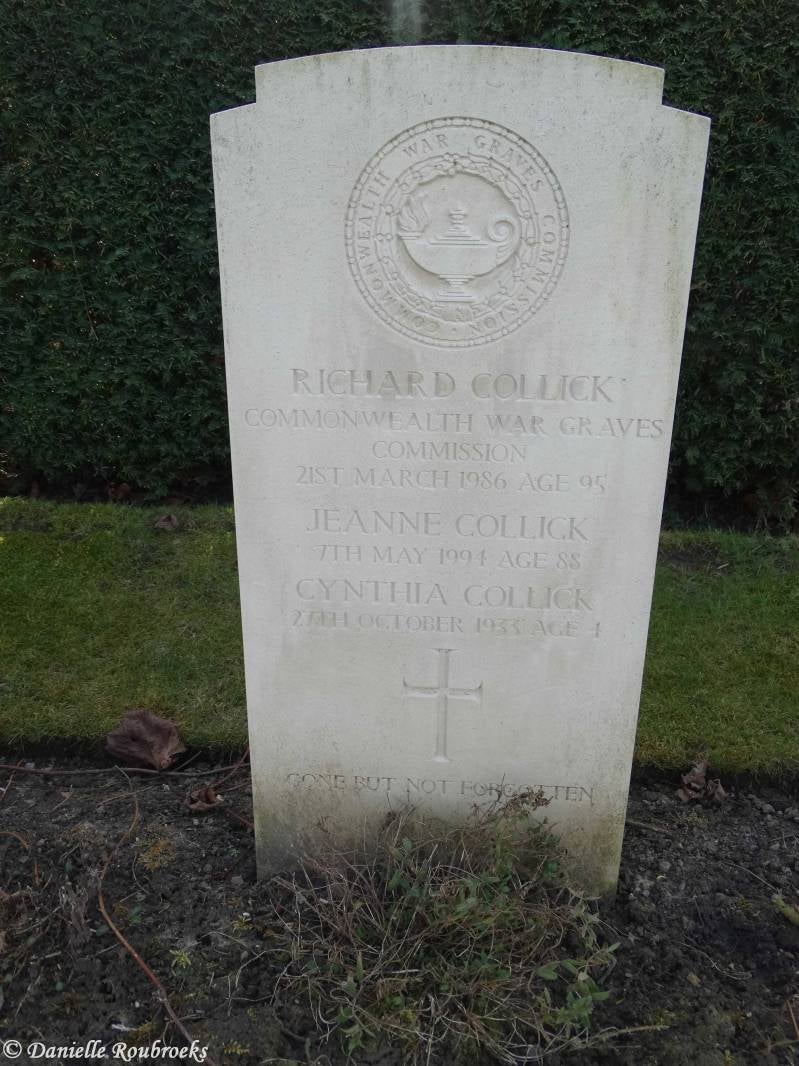 COMMONWEALTH WAR GRAVES COMMISSION
RICHARD COLLICK
COMMONWEALTH WAR GRAVES
COMMISSION
21ST MARCH 1986 AGE 95
JEANNE COLLICK
7TH MAY 1994 AGE 88
CYNTHIA COLLICK
27TH OCTOBER 1933 AGE 4
GONE BUT NOT FORGOTTEN
© Danielle Roubroeks